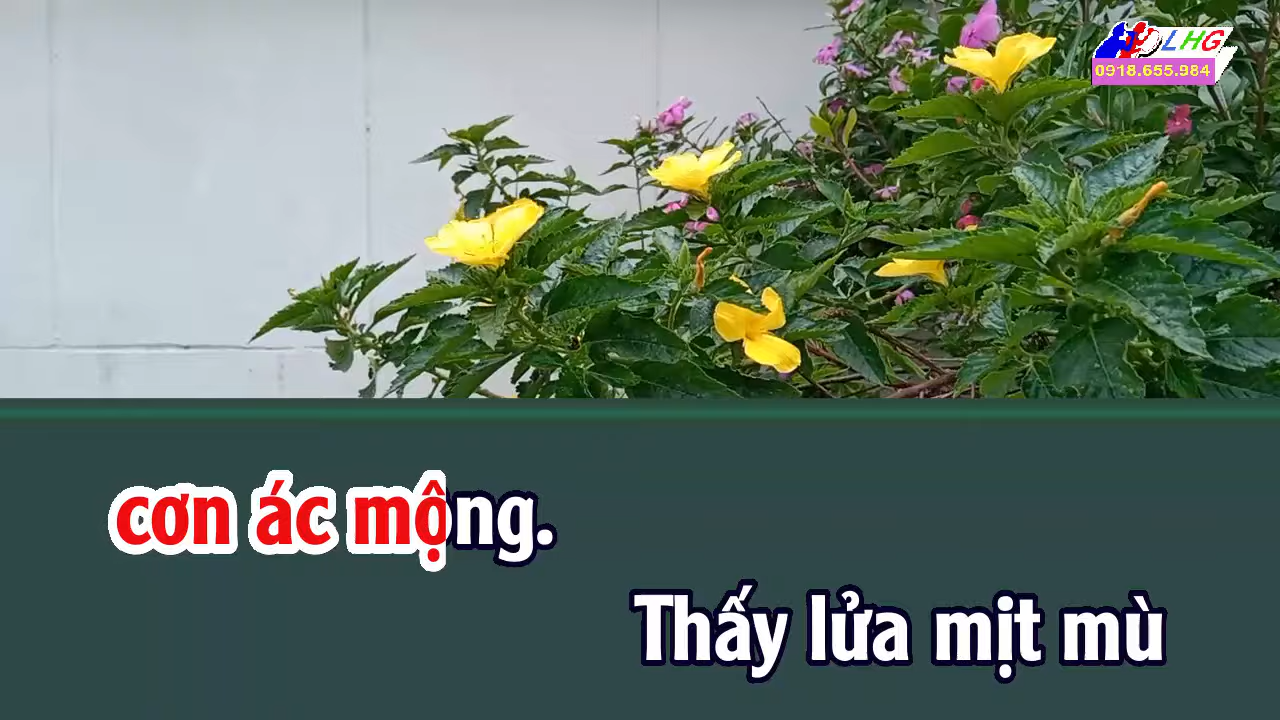 LHG
0918.655.984
cơn ác mộng.
Thấy lửa mịt mù